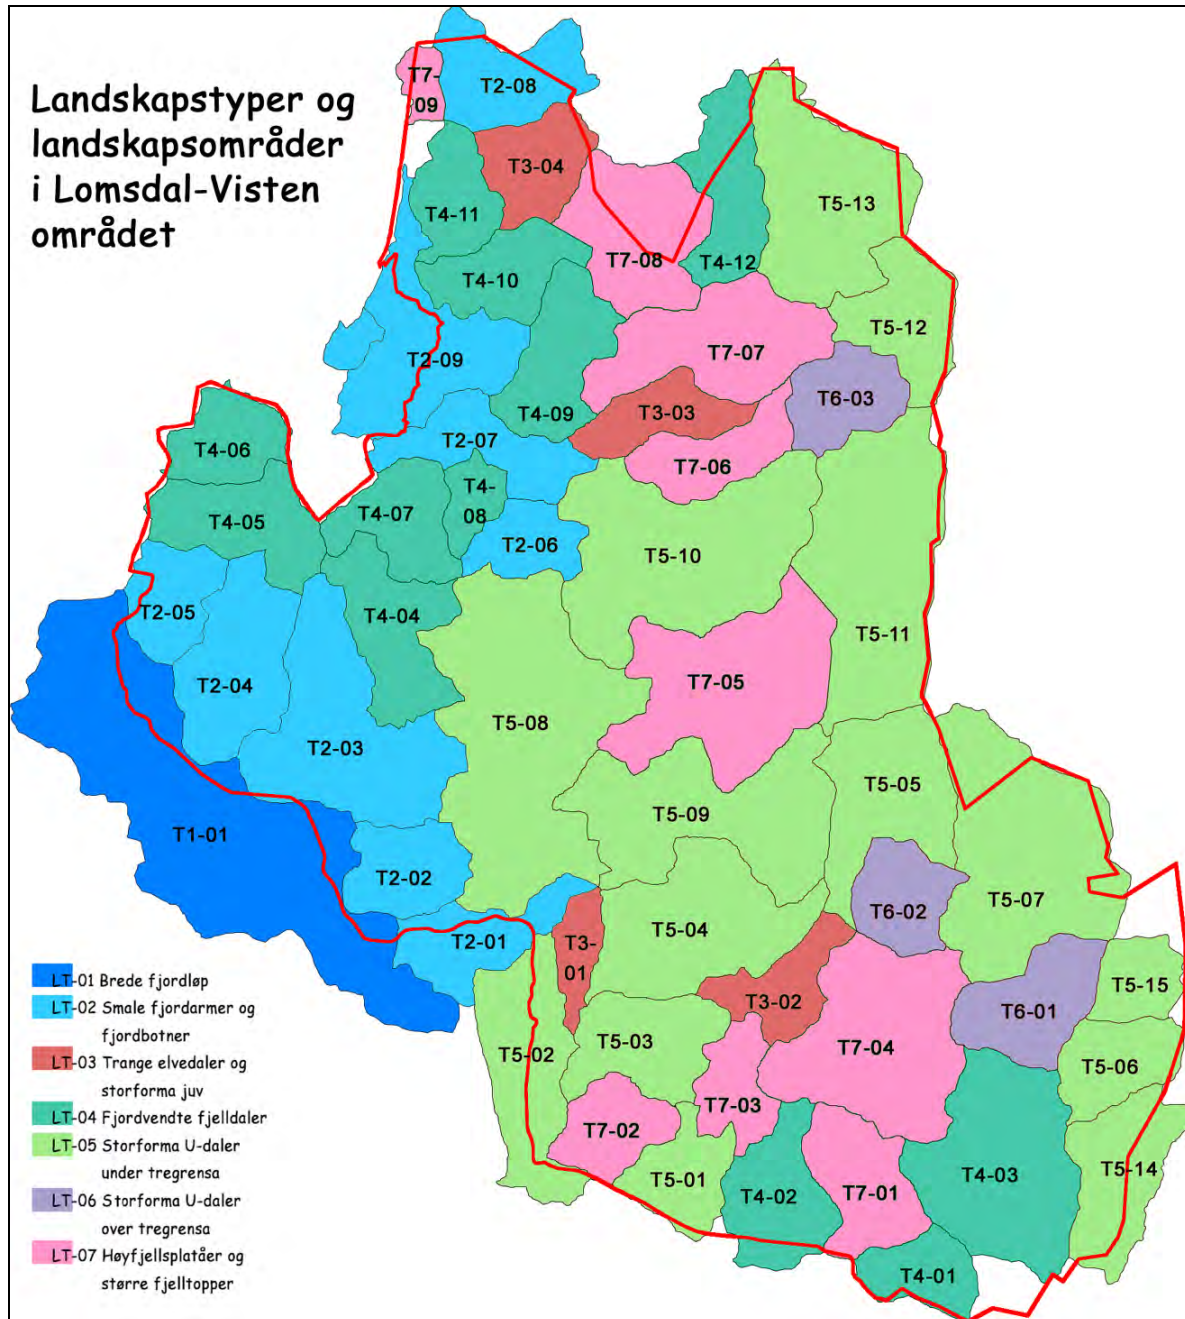 Landskapstyper og
landskapsområder
i Lomsdal-Visten
området
T7-
09
T2-08
T3-04
T4-11
T5-13
T7-08
T4-12
T4-10
T5-12
T2-09
T7-07
T6-03
T4-09
T3-03
T4-06
T2-07
T7-06
T4-
08
T4-05
T4-07
T2-06
T5-10
T2-05
T4-04
T5-11
T2-04
T7-05
T5-08
T2-03
T5-05
T5-09
T1-01
T2-02
T6-02
T5-07
T5-04
T2-01
T3-
01
T5-15
T3-02
T6-01
T5-03
T7-04
T5-02
T5-06
T7-03
T7-02
T5-01
T4-02
T7-01
T4-03
T5-14
T4-01
LT-01 Brede fjordløp
LT-02 Smale fjordarmer og
fjordbotner
LT-03 Trange elvedaler og
storforma juv
LT-04 Fjordvendte fjelldaler
LT-05 Storforma U-daler
under tregrensa
LT-06 Storforma U-daler
over tregrensa
LT-07 Høyfjellsplatåer og
større fjelltopper